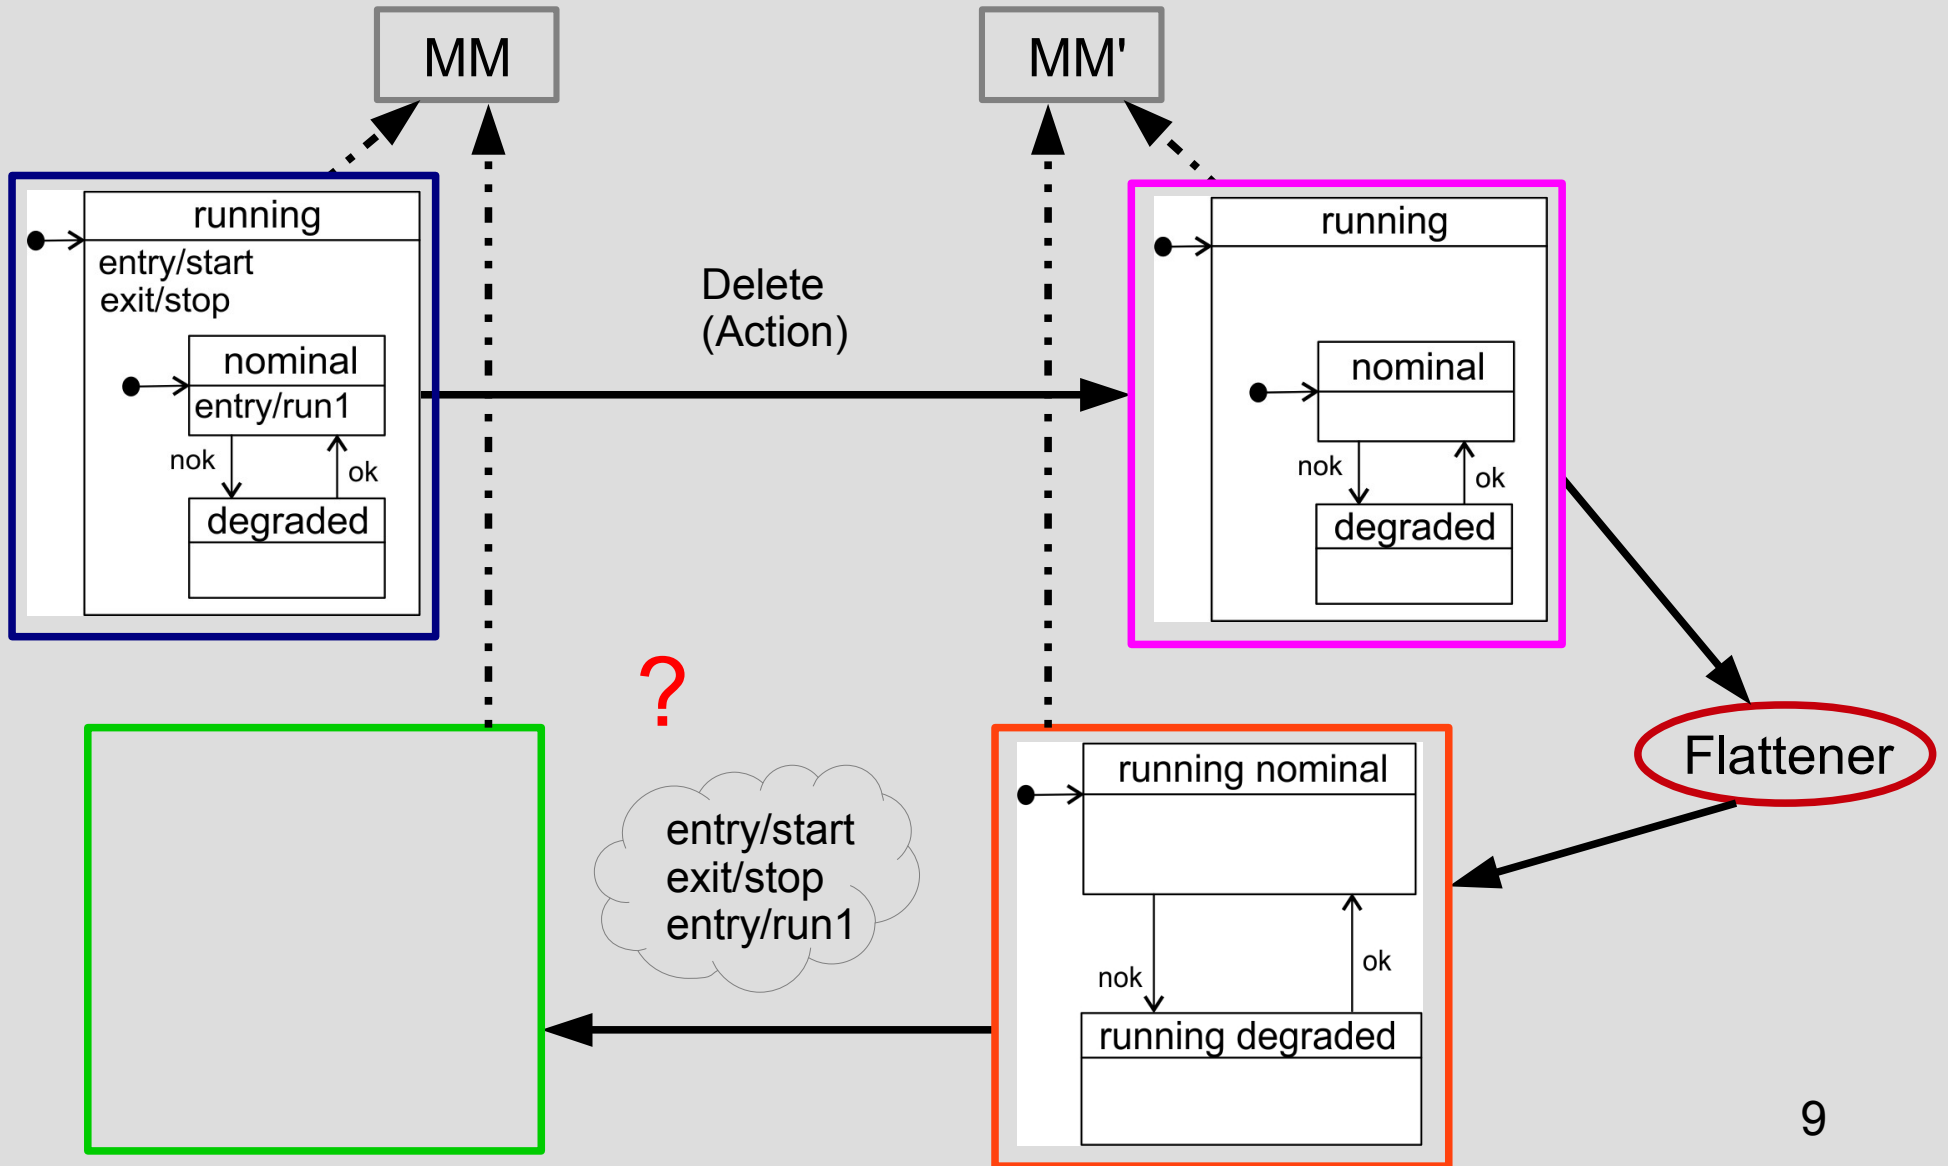 MM
MM'
running
entry/start
exit/stop
nominal
entry/run1
nok
ok
degraded
Delete
(Action)
running
nominal
nok
ok
degraded
?
entry/start
exit/stop
entry/run1
running nominal
nok
ok
running degraded
Flattener
9